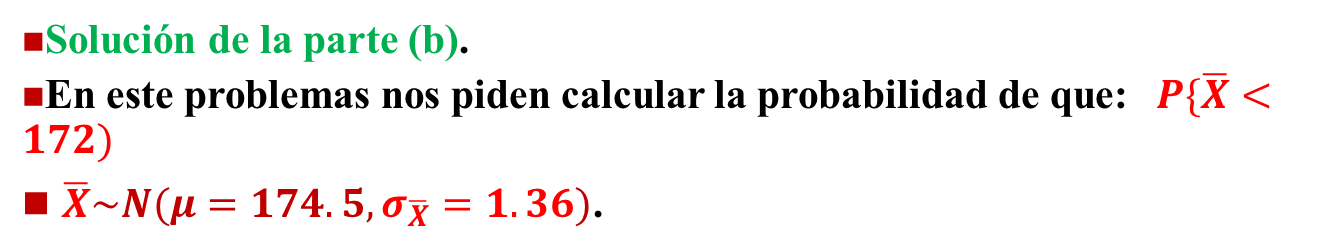 ■Solución de la parte (b).
■En este problemas nos piden calcular la probabilidad de que: P{X̅ <
172)
■ X̅~N(μ = 174.5, σ_X̅ = 1.36).